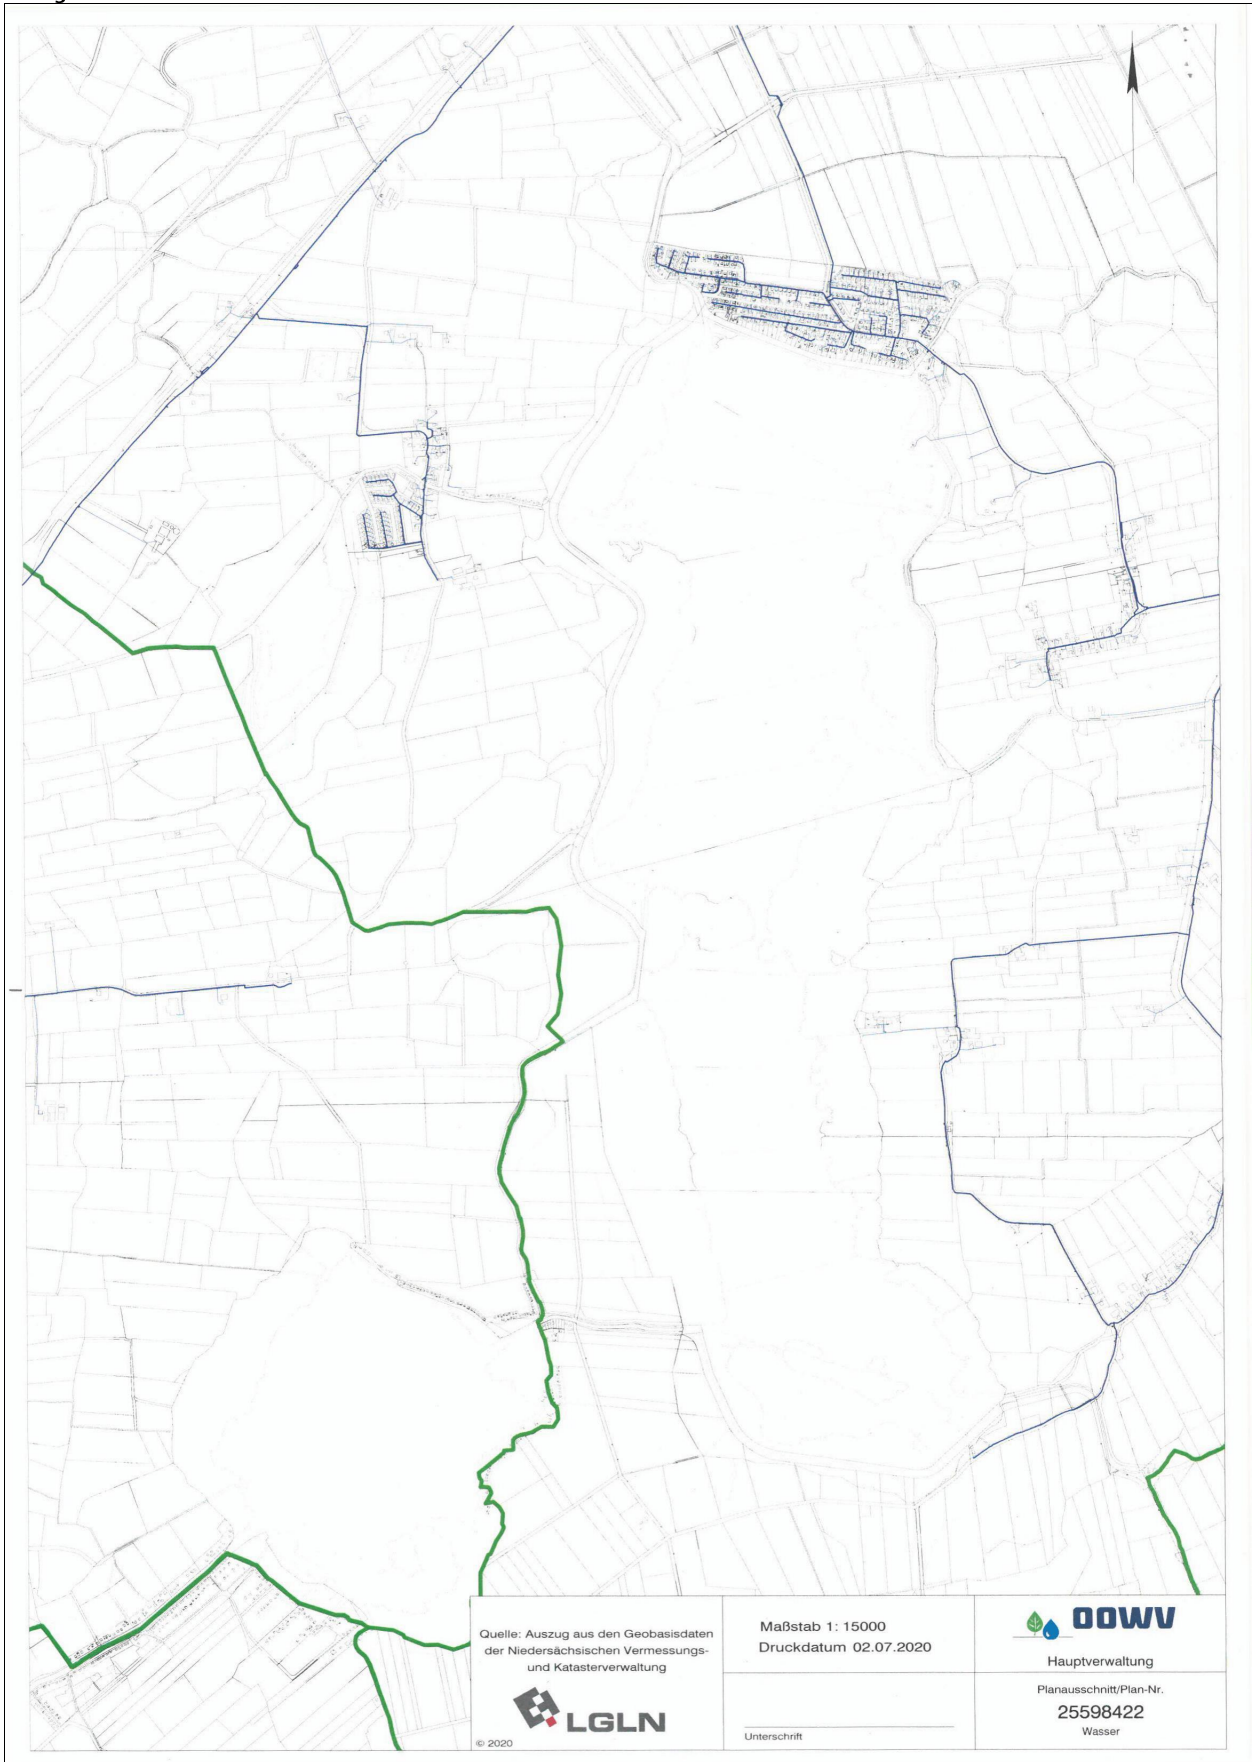 Quelle: Auszug aus den Geobasisdaten
der Niedersächsischen Vermessungs-
und Katasterverwaltung
LGLN
© 2020
Maßstab 1: 15000
Druckdatum 02.07.2020
Unterschrift
OOWV
Hauptverwaltung
Planausschnitt/Plan-Nr.
25598422
Wasser